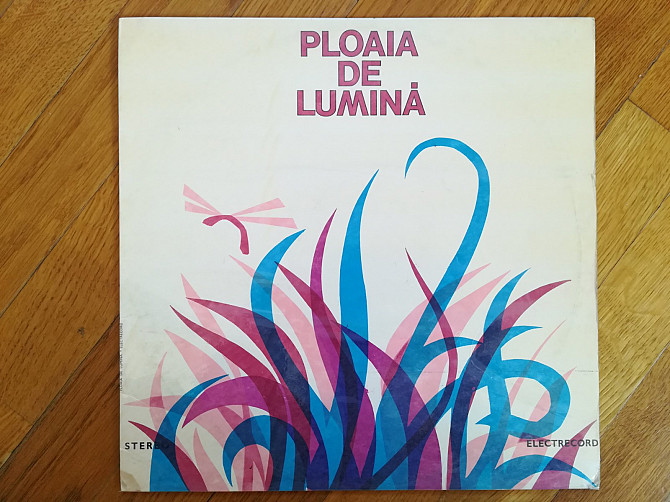 PLOAIA
DE
LUMINĂ
STEREO
ELECTRECORD